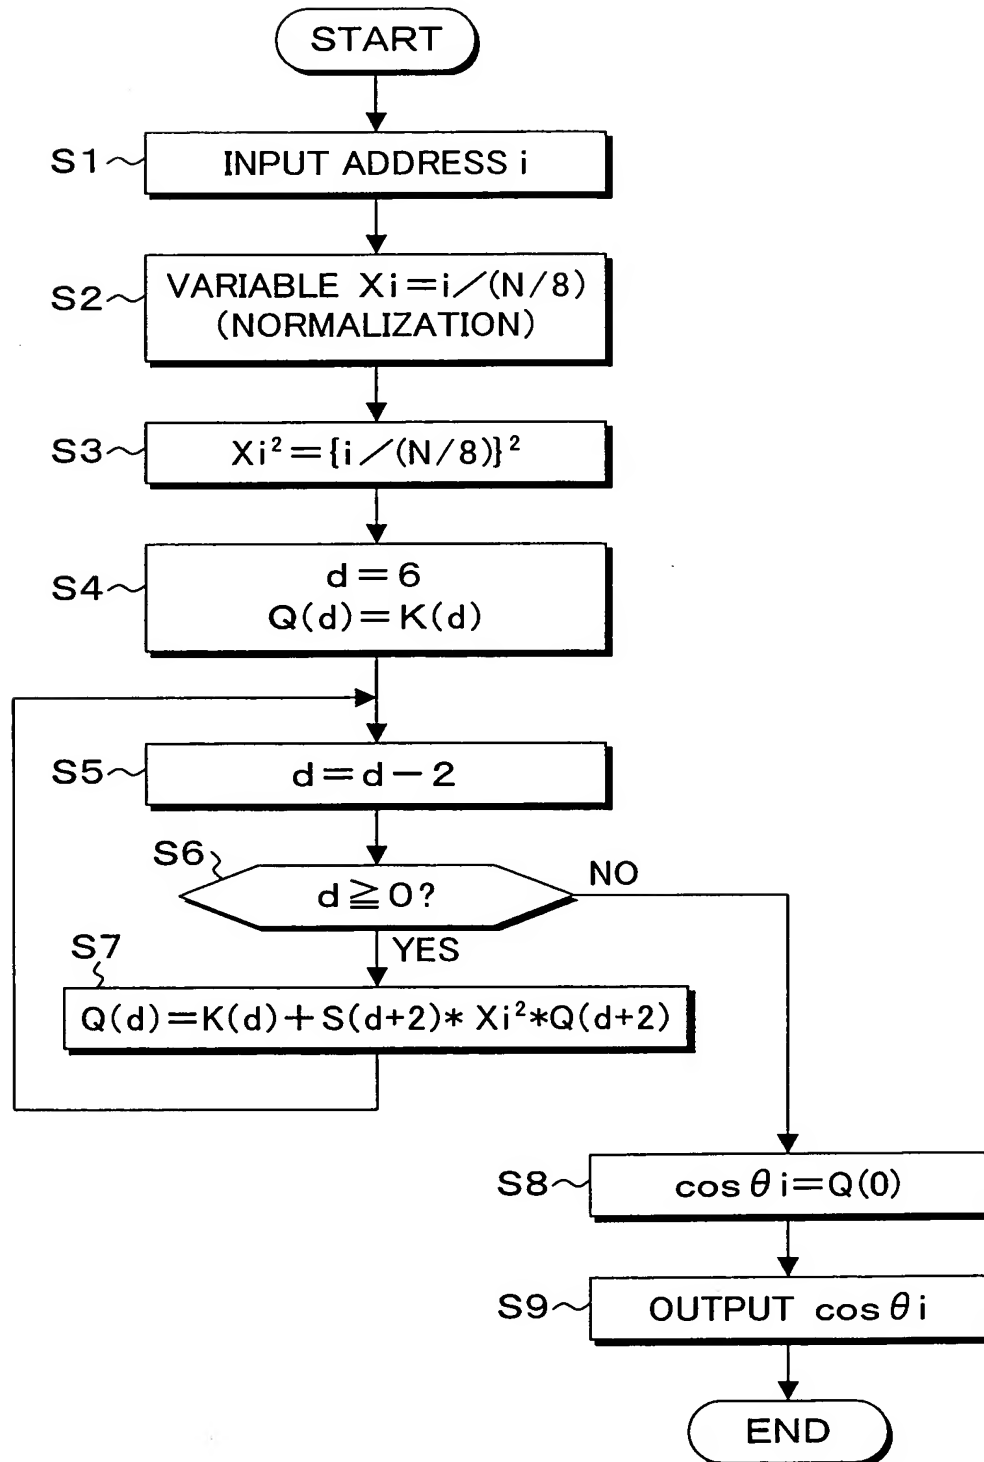 START
S1
INPUT ADDRESS i
S2
VARIABLE Xi=i/(N/8)
(NORMALIZATION)
S3
Xi²={i/(N/8)}²
S4
d=6
Q(d)=K(d)
S5
d=d-2
S6
d≧0?
NO
YES
S7
Q(d)=K(d)+S(d+2)* Xi²*Q(d+2)
S8
cos θ i=Q(0)
S9
OUTPUT cos θ i
END